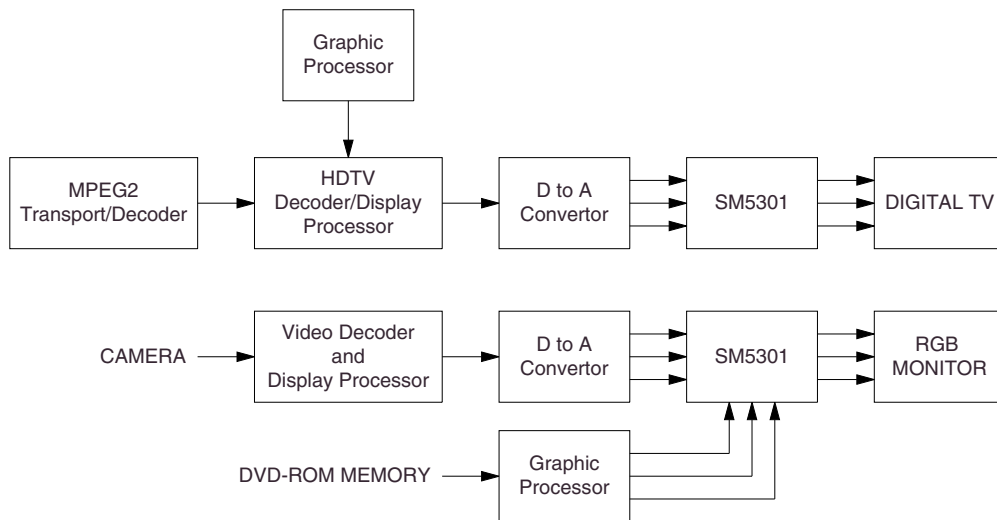 Graphic
Processor
MPEG2
Transport/Decoder
HDTV
Decoder/Display
Processor
D to A
Convertor
SM5301
DIGITAL TV
CAMERA
Video Decoder
and
Display Processor
D to A
Convertor
SM5301
RGB
MONITOR
DVD-ROM MEMORY
Graphic
Processor